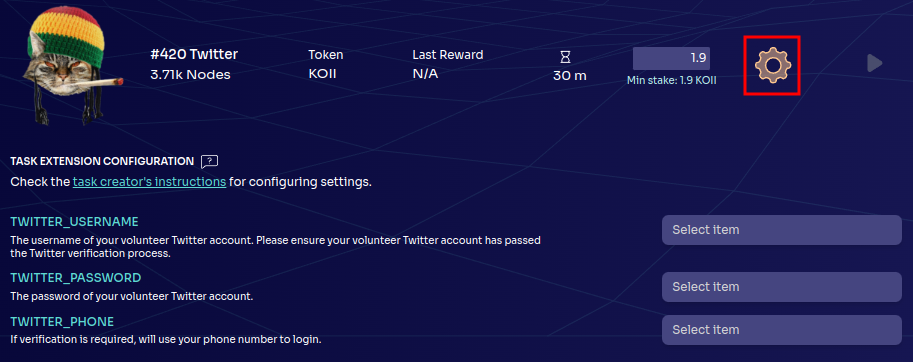 #420 Twitter
3.71k Nodes
Token
KOII
Last Reward
N/A
30 m
1.9
Min stake: 1.9 KOII
TASK EXTENSION CONFIGURATION ?
Check the task creator's instructions for configuring settings.
TWITTER_USERNAME
The username of your volunteer Twitter account. Please ensure your volunteer Twitter account has passed
the Twitter verification process.
Select item
TWITTER_PASSWORD
The password of your volunteer Twitter account.
Select item
TWITTER_PHONE
If verification is required, will use your phone number to login.
Select item